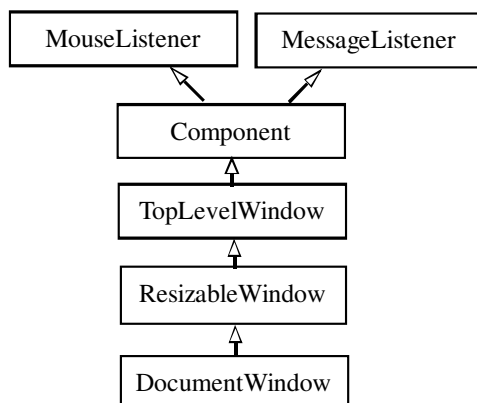 MouseListener
MessageListener
Component
TopLevelWindow
ResizableWindow
DocumentWindow